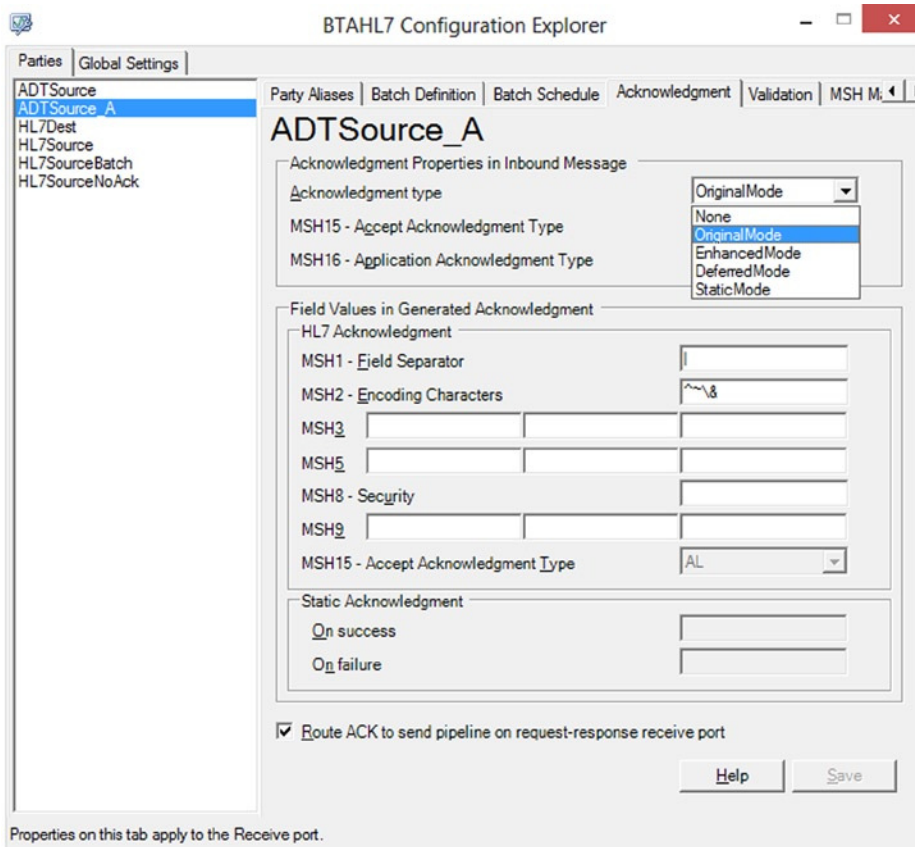 BTAHL7 Configuration Explorer
Parties Global Settings
ADTSource
ADTSource_A
HL7Dest
HL7Source
HL7SourceBatch
HL7SourceNoAck
Party Aliases Batch Definition Batch Schedule Acknowledgment Validation MSH M
ADTSource_A
Acknowledgment Properties in Inbound Message
Acknowledgment type OriginalMode
None
OriginalMode
EnhancedMode
DeferredMode
StaticMode
MSH15 - Accept Acknowledgment Type
MSH16 - Application Acknowledgment Type
Field Values in Generated Acknowledgment
HL7 Acknowledgment
MSH1 - Field Separator |
MSH2 - Encoding Characters ^~\&
MSH3
MSH5
MSH8 - Security
MSH9
MSH15 - Accept Acknowledgment Type AL
Static Acknowledgment
On success
On failure
Route ACK to send pipeline on request-response receive port
Help Save
Properties on this tab apply to the Receive port.